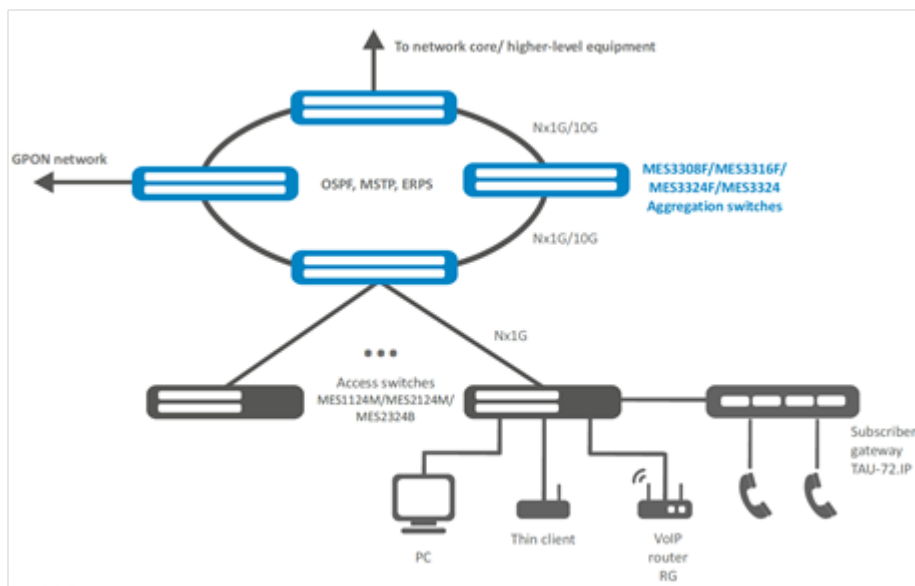 To network core/ higher-level equipment
Nx1G/10G
GPON network
OSPF, MSTP, ERPS
MES3308F/MES3316F/
MES3324F/MES3324
Aggregation switches
Nx1G/10G
Nx1G
Access switches
MES1124M/MES2124M/
MES2324B
Subscriber
gateway
TAU-72.IP
PC
Thin client
VoIP
router
RG